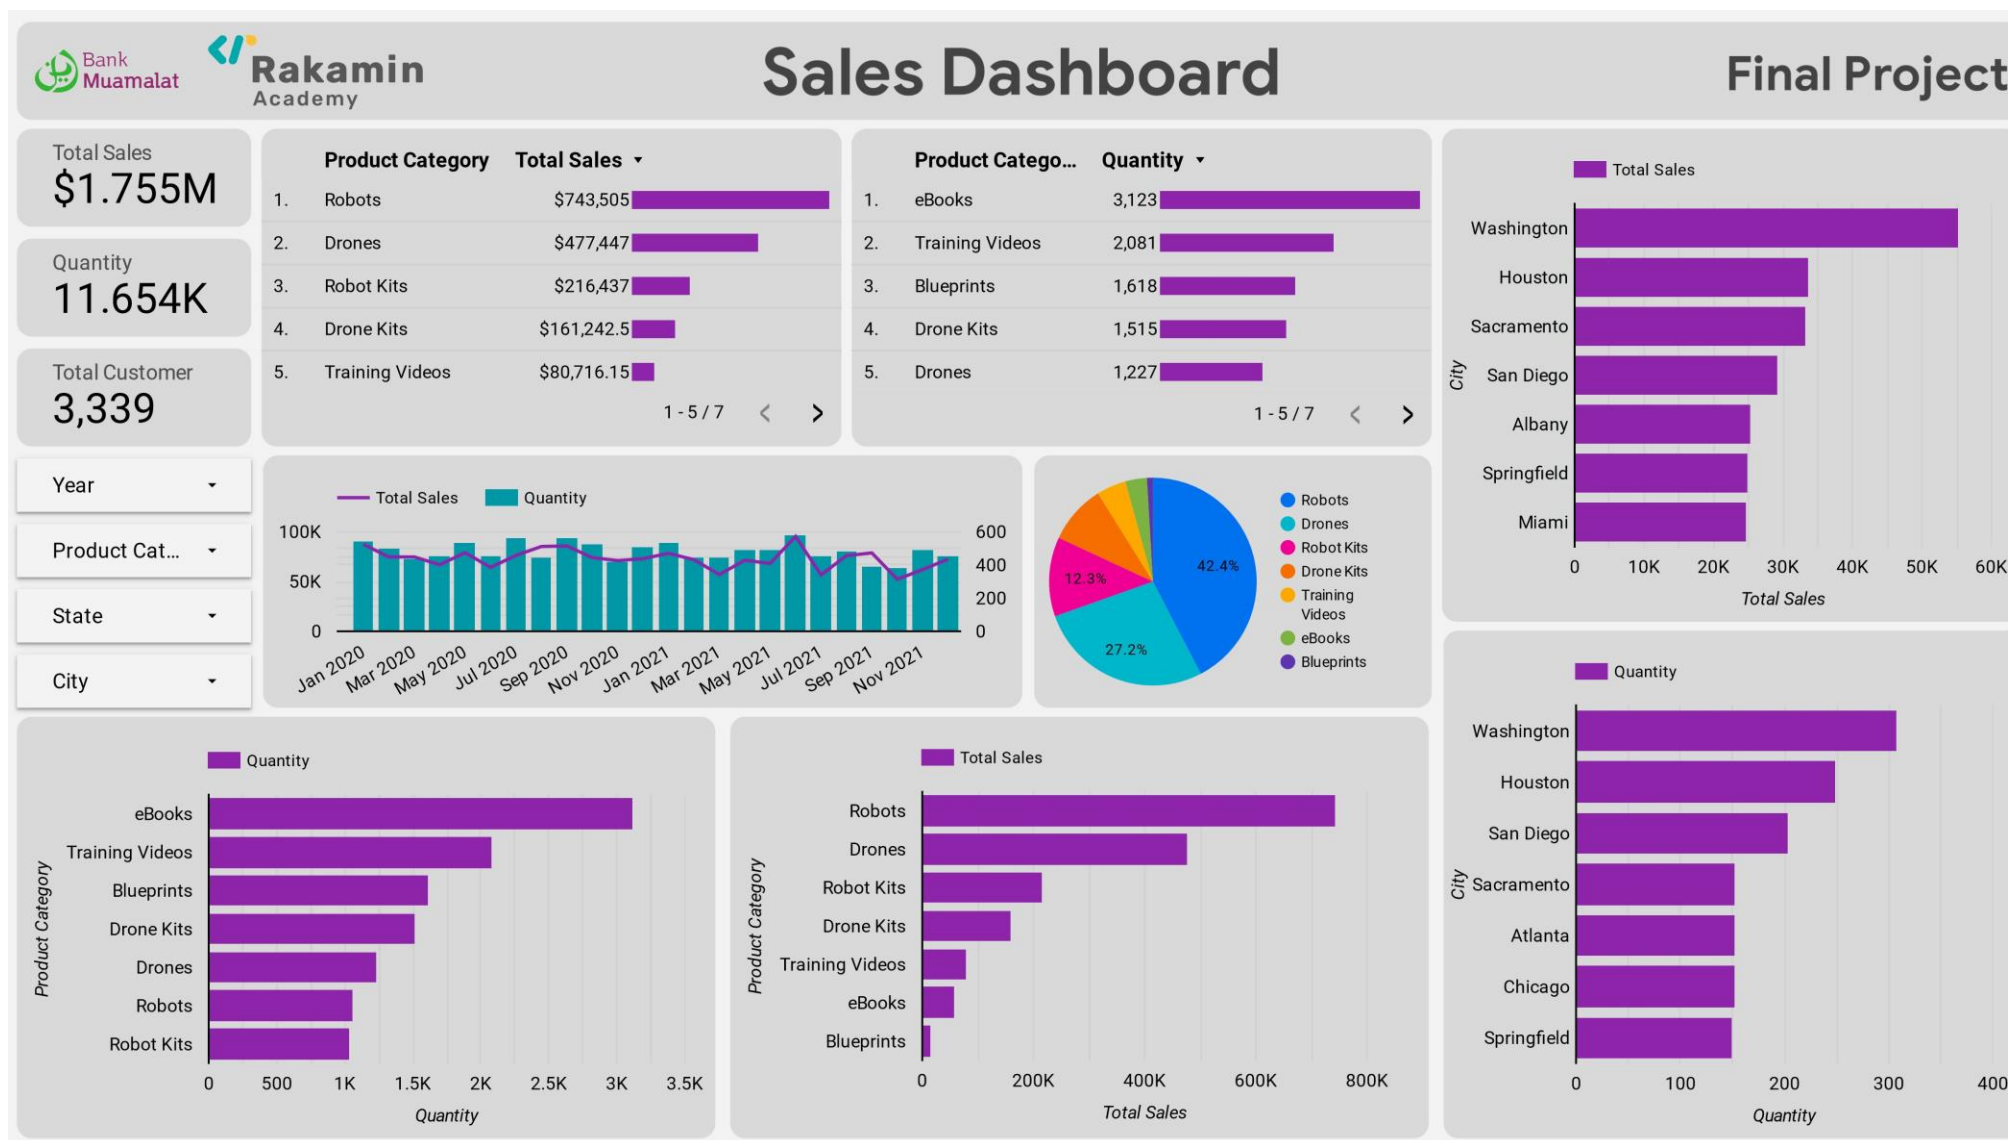 Bank
Muamalat
Rakamin
Academy
Sales Dashboard
Final Project
Total Sales
$1.755M
Quantity
11.654K
Total Customer
3,339
Year
Product Cat...
State
City
Product Category Total Sales
1. Robots $743,505
2. Drones $477,447
3. Robot Kits $216,437
4. Drone Kits $161,242.5
5. Training Videos $80,716.15
1 - 5 / 7
Product Catego... Quantity
1. eBooks 3,123
2. Training Videos 2,081
3. Blueprints 1,618
4. Drone Kits 1,515
5. Drones 1,227
1 - 5 / 7
Total Sales
Washington
Houston
Sacramento
San Diego
Albany
Springfield
Miami
City
0 10K 20K 30K 40K 50K 60K
Total Sales
Total Sales Quantity
100K
50K
0
600
400
200
0
Jan 2020 Mar 2020 May 2020 Jul 2020 Sep 2020 Nov 2020 Jan 2021 Mar 2021 May 2021 Jul 2021 Sep 2021 Nov 2021
42.4%
27.2%
12.3%
Robots
Drones
Robot Kits
Drone Kits
Training
Videos
eBooks
Blueprints
Quantity
eBooks
Training Videos
Blueprints
Drone Kits
Drones
Robots
Robot Kits
Product Category
0 500 1K 1.5K 2K 2.5K 3K 3.5K
Quantity
Total Sales
Robots
Drones
Robot Kits
Drone Kits
Training Videos
eBooks
Blueprints
Product Category
0 200K 400K 600K 800K
Total Sales
Quantity
Washington
Houston
San Diego
Sacramento
Atlanta
Chicago
Springfield
City
0 100 200 300 400
Quantity